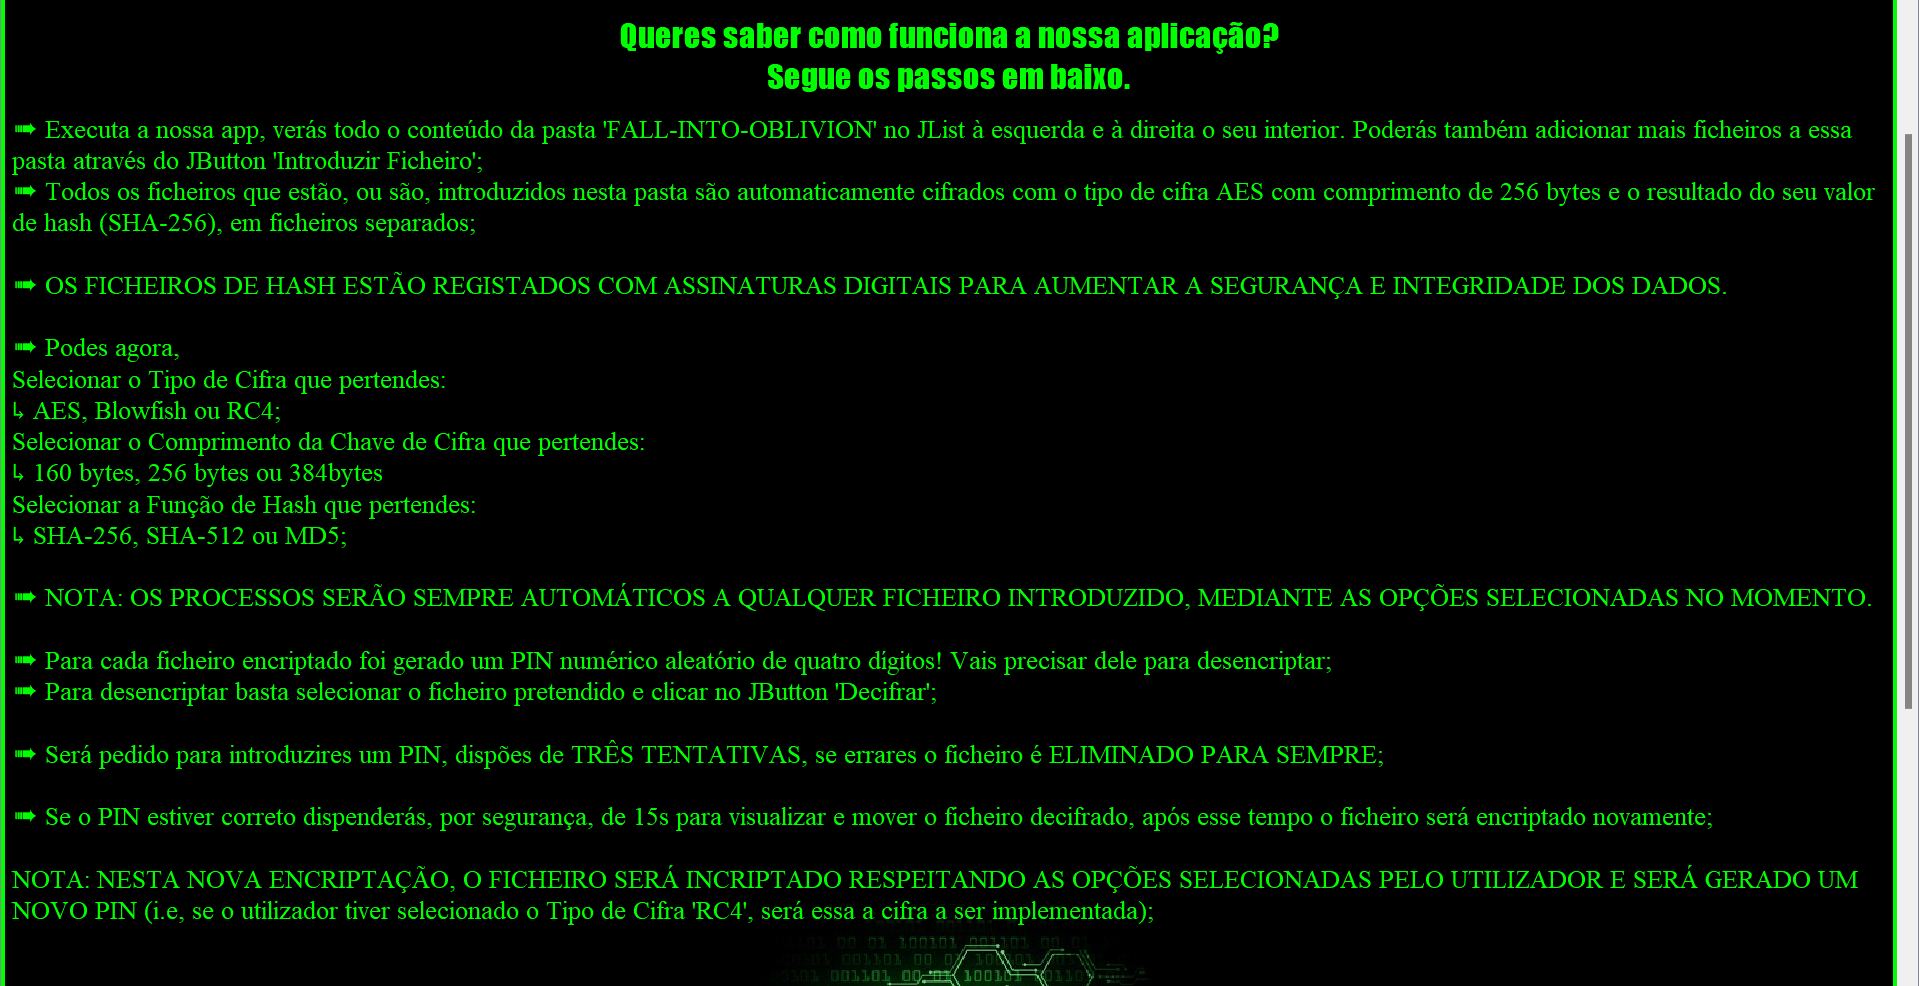 Queres saber como funciona a nossa aplicação?
Segue os passos em baixo.
➠ Executa a nossa app, verás todo o conteúdo da pasta 'FALL-INTO-OBLIVION' no JList à esquerda e à direita o seu interior. Poderás também adicionar mais ficheiros a essa
pasta através do JButton 'Introduzir Ficheiro';
➠ Todos os ficheiros que estão, ou são, introduzidos nesta pasta são automaticamente cifrados com o tipo de cifra AES com comprimento de 256 bytes e o resultado do seu valor
de hash (SHA-256), em ficheiros separados;
➠ OS FICHEIROS DE HASH ESTÃO REGISTADOS COM ASSINATURAS DIGITAIS PARA AUMENTAR A SEGURANÇA E INTEGRIDADE DOS DADOS.
➠ Podes agora,
Selecionar o Tipo de Cifra que pertendes:
↳ AES, Blowfish ou RC4;
Selecionar o Comprimento da Chave de Cifra que pertendes:
↳ 160 bytes, 256 bytes ou 384bytes
Selecionar a Função de Hash que pertendes:
↳ SHA-256, SHA-512 ou MD5;
➠ NOTA: OS PROCESSOS SERÃO SEMPRE AUTOMÁTICOS A QUALQUER FICHEIRO INTRODUZIDO, MEDIANTE AS OPÇÕES SELECIONADAS NO MOMENTO.
➠ Para cada ficheiro encriptado foi gerado um PIN numérico aleatório de quatro dígitos! Vais precisar dele para desencriptar;
➠ Para desencriptar basta selecionar o ficheiro pretendido e clicar no JButton 'Decifrar';
➠ Será pedido para introduzires um PIN, dispões de TRÊS TENTATIVAS, se errares o ficheiro é ELIMINADO PARA SEMPRE;
➠ Se o PIN estiver correto dispenderás, por segurança, de 15s para visualizar e mover o ficheiro decifrado, após esse tempo o ficheiro será encriptado novamente;
NOTA: NESTA NOVA ENCRIPTAÇÃO, O FICHEIRO SERÁ INCRIPTADO RESPEITANDO AS OPÇÕES SELECIONADAS PELO UTILIZADOR E SERÁ GERADO UM
NOVO PIN (i.e, se o utilizador tiver selecionado o Tipo de Cifra 'RC4', será essa a cifra a ser implementada);